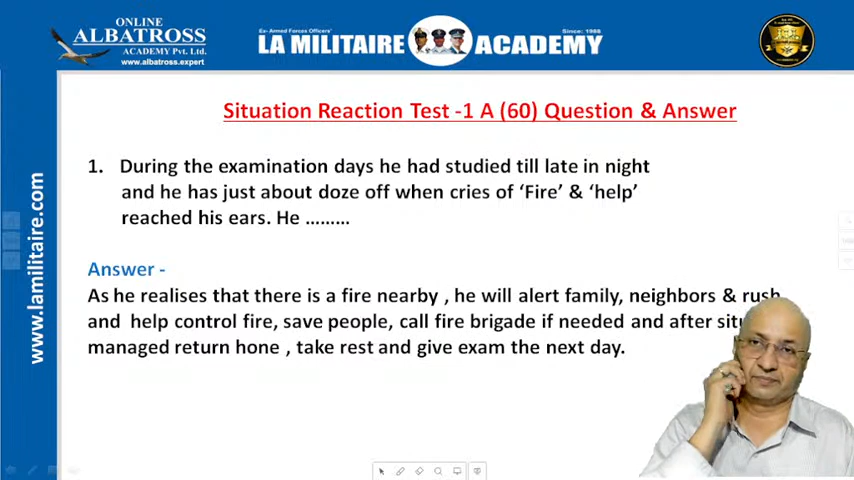 ONLINE
ALBATROSS
ACADEMY Pvt. Ltd.
www.albatross.expert
Ex- Armed Forces Officers'
Since: 1988
LA MILITAIRE ACADEMY
www.lamilitaire.com
Situation Reaction Test -1 A (60) Question & Answer
1. During the examination days he had studied till late in night
and he has just about doze off when cries of ‘Fire’ & ‘help’
reached his ears. He .........
Answer -
As he realises that there is a fire nearby , he will alert family, neighbors & rush
and help control fire, save people, call fire brigade if needed and after
managed return hone , take rest and give exam the next day.